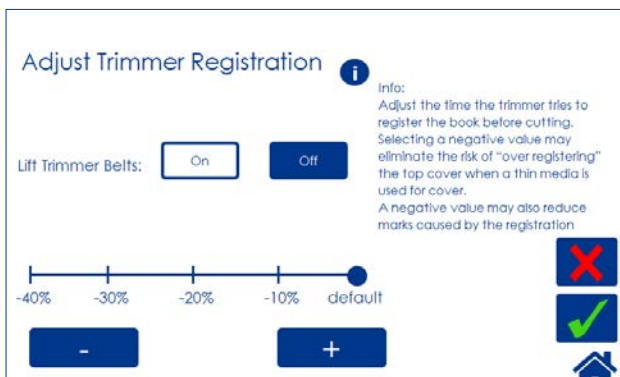 Adjust Trimmer Registration
i
Info:
Adjust the time the trimmer tries to
register the book before cutting.
Selecting a negative value may
eliminate the risk of “over registering”
the top cover when a thin media is
used for cover.
A negative value may also reduce
marks caused by the registration
Lift Trimmer Belts: On Off
-40% -30% -20% -10% default
- +